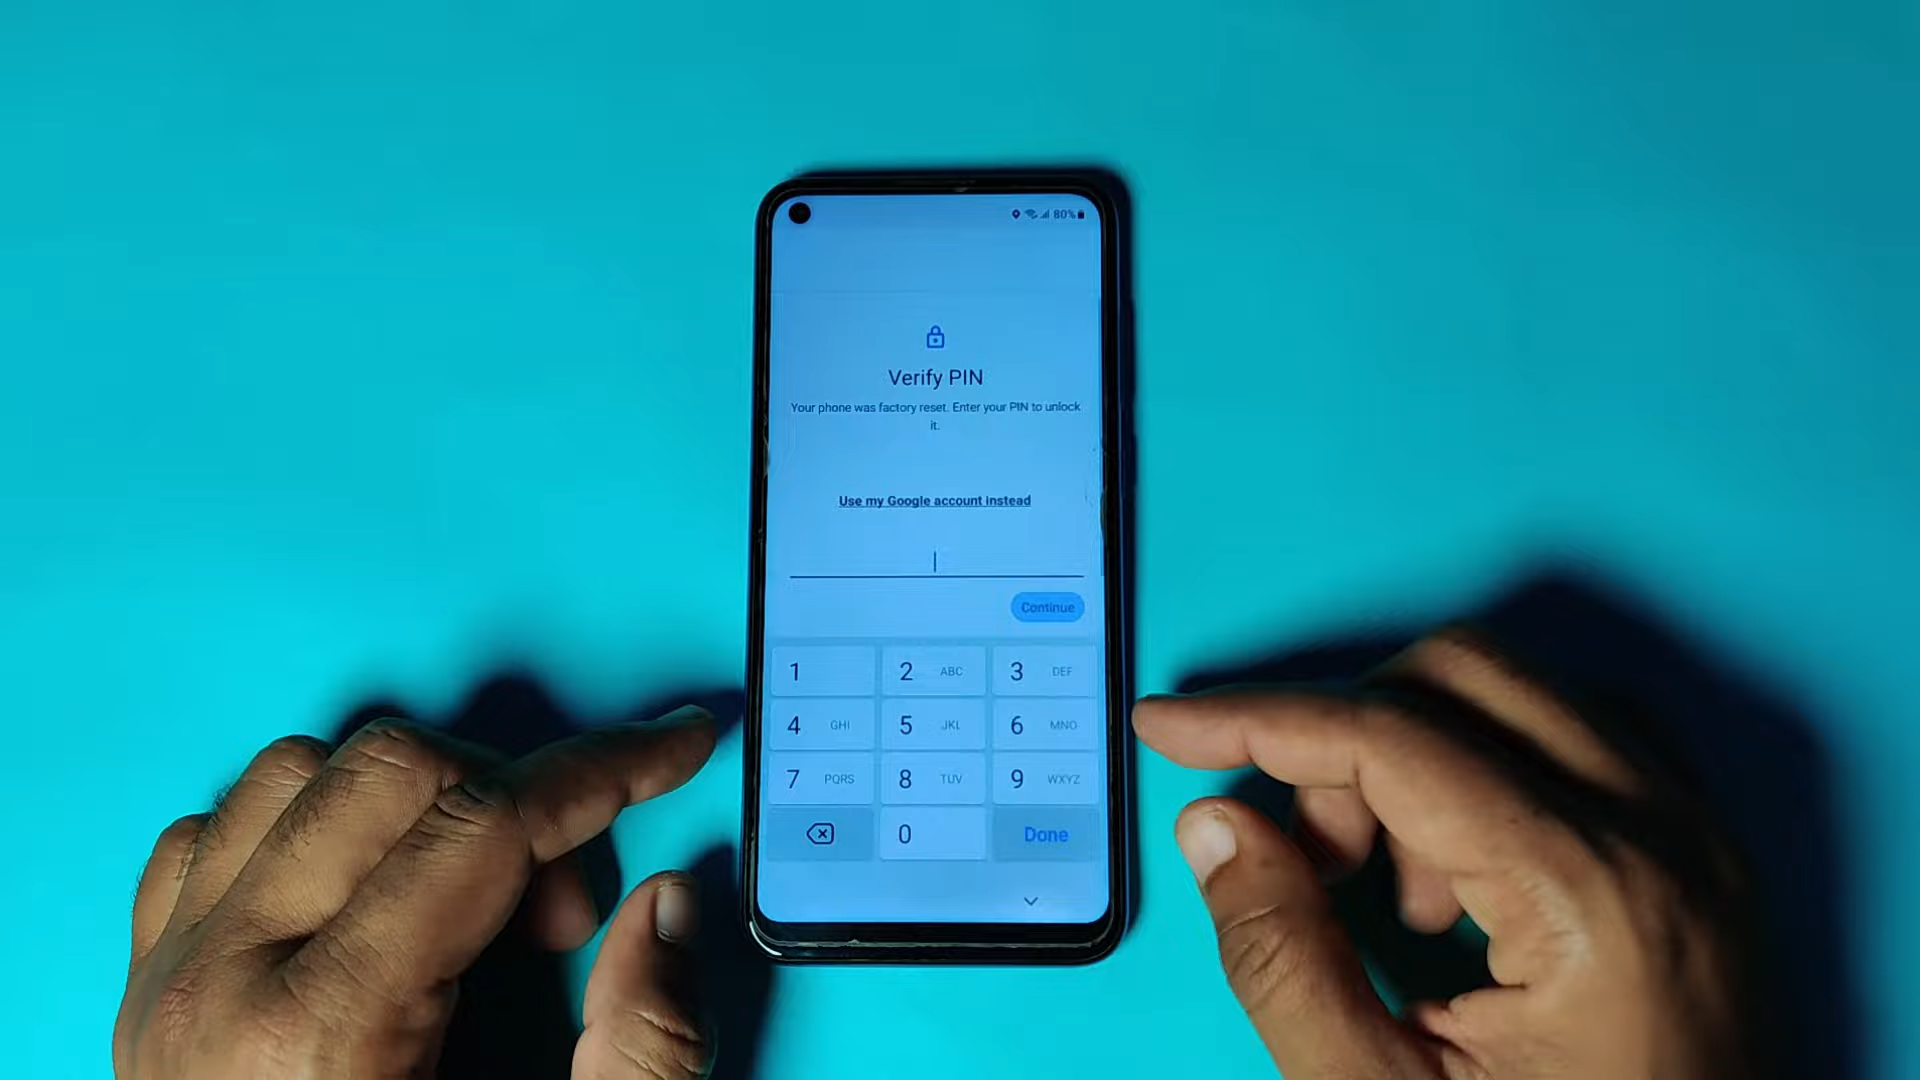 80%
Verify PIN
Your phone was factory reset. Enter your PIN to unlock
it.
Use my Google account instead
Continue
1
2 ABC
3 DEF
4 GHI
5 JKL
6 MNO
7 PQRS
8 TUV
9 WXYZ
0
Done